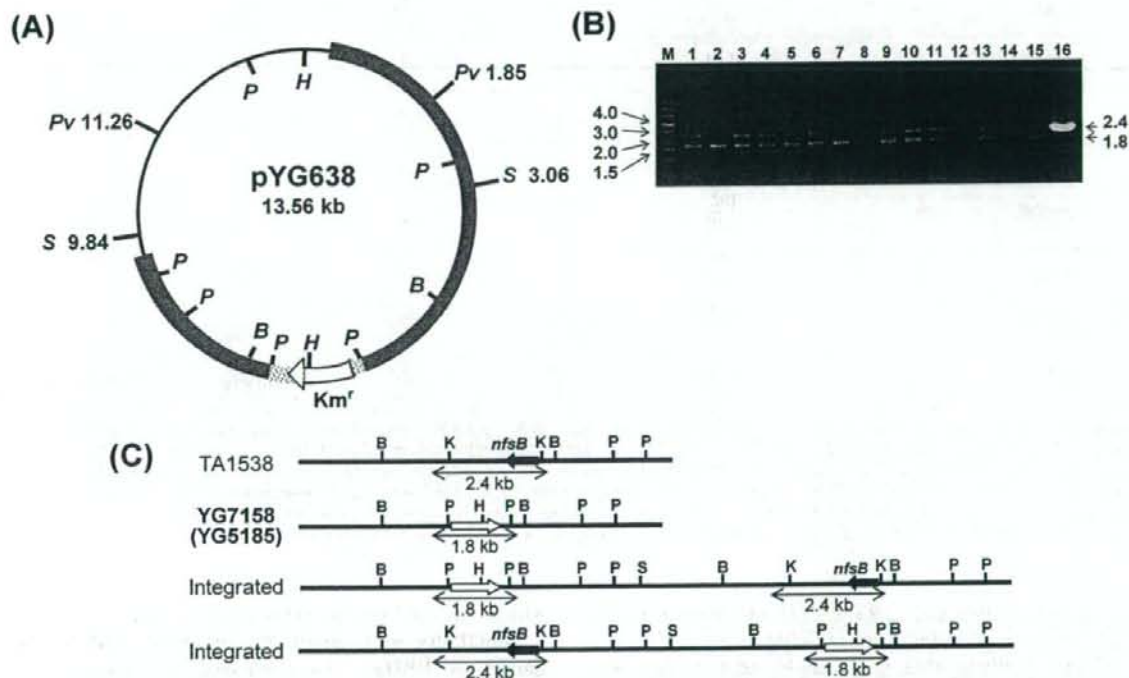 (A)
P
H
Pv 1.85
Pv 11.26
P
S 3.06
pYG638
13.56 kb
S 9.84
P
P
B
B
P
H
P
Kmʳ
(B)
M 1 2 3 4 5 6 7 8 9 10 11 12 13 14 15 16
4.0
3.0
2.0
1.5
2.4
1.8
(C)
TA1538
B K nfsB K B P P
2.4 kb
YG7158
(YG5185)
B P H P B P P
1.8 kb
Integrated
B P H P B P P S B K nfsB K B P P
1.8 kb 2.4 kb
Integrated
B K nfsB K B P P S B P H P B P P
2.4 kb 1.8 kb